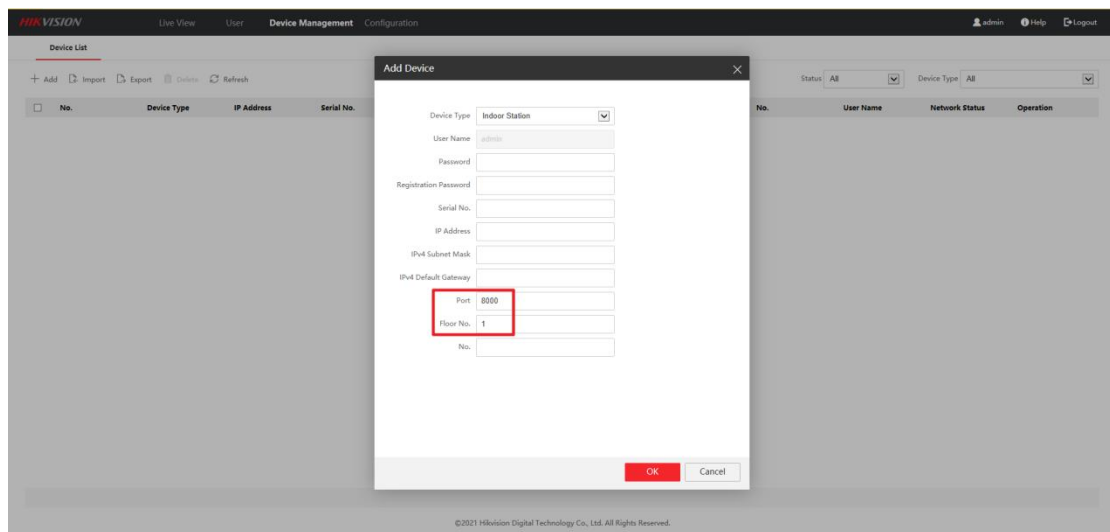 HIKVISION Live View User Device Management Configuration admin Help Logout
Device List
Add Import Export Delete Refresh Status All Device Type All
No. Device Type IP Address Serial No. No. User Name Network Status Operation
Add Device
Device Type Indoor Station
User Name admin
Password
Registration Password
Serial No.
IP Address
IPv4 Subnet Mask
IPv4 Default Gateway
Port 8000
Floor No. 1
No.
OK Cancel
©2021 Hikvision Digital Technology Co., Ltd. All Rights Reserved.